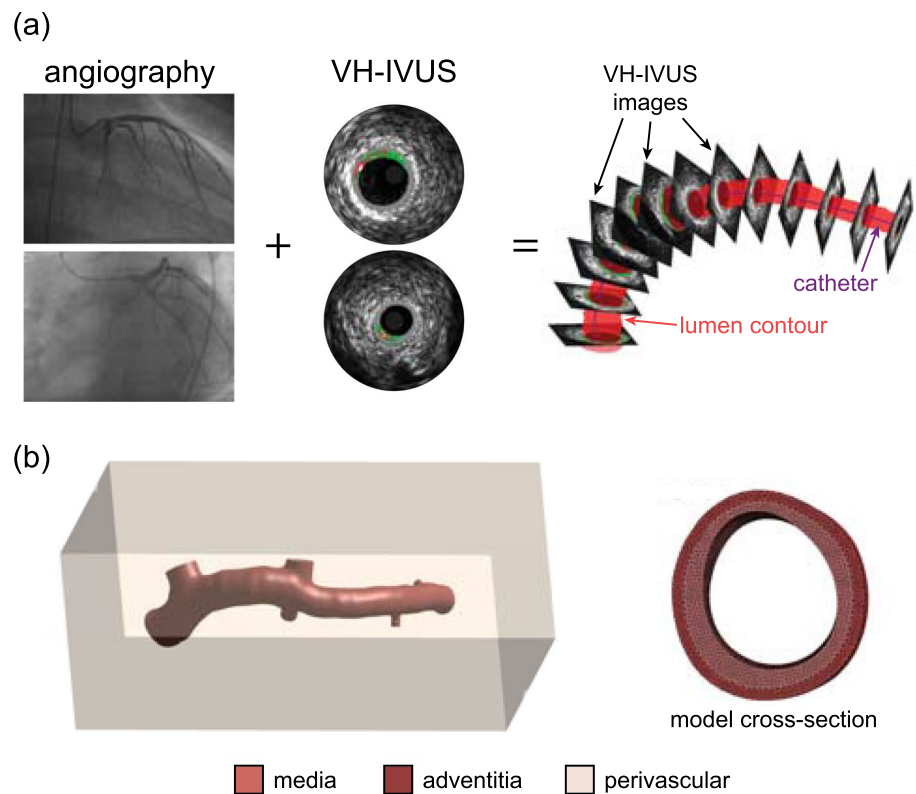 (a)
angiography
VH-IVUS
VH-IVUS
images
+
=
catheter
lumen contour
(b)
model cross-section
media
adventitia
perivascular